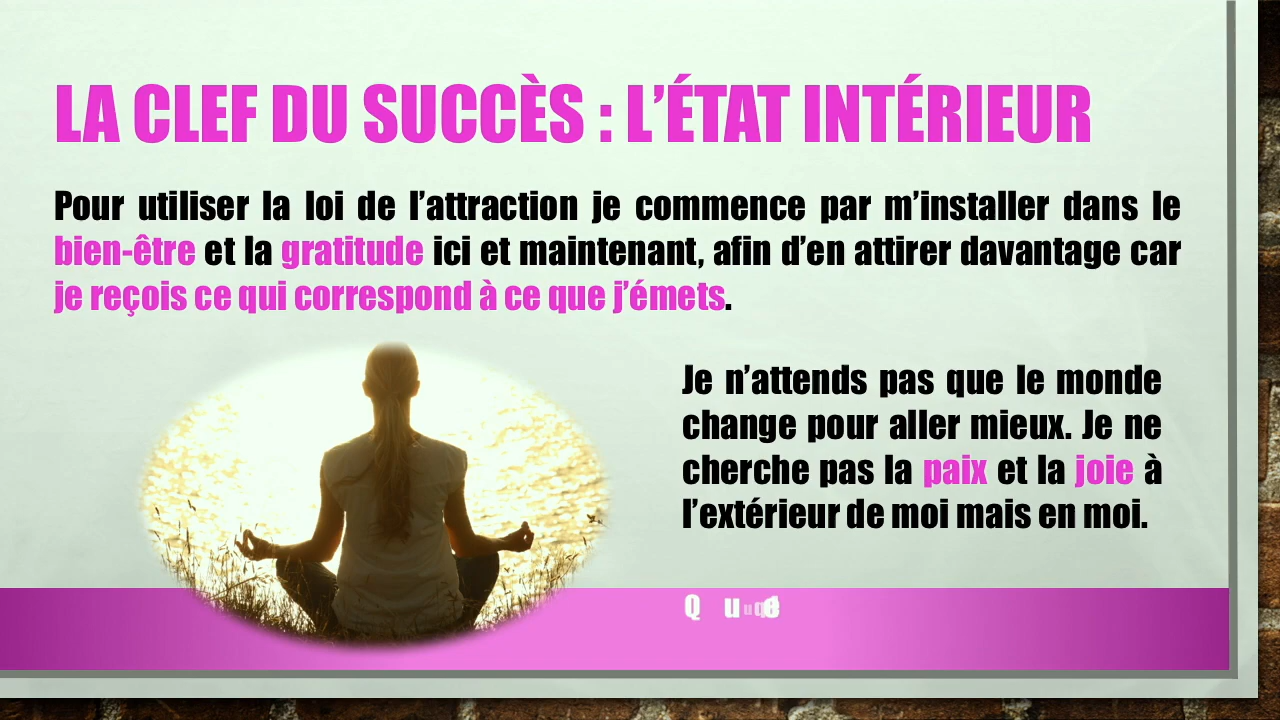 LA CLEF DU SUCCÈS : L’ÉTAT INTÉRIEUR
Pour utiliser la loi de l’attraction je commence par m’installer dans le
bien-être et la gratitude ici et maintenant, afin d’en attirer davantage car
je reçois ce qui correspond à ce que j’émets.
Je n’attends pas que le monde
change pour aller mieux. Je ne
cherche pas la paix et la joie à
l’extérieur de moi mais en moi.